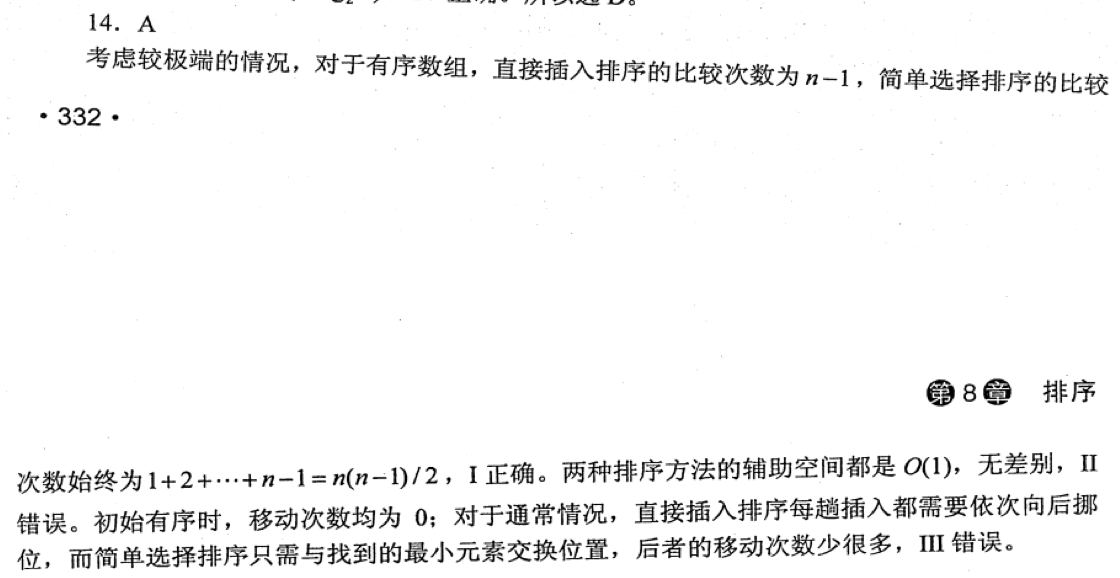 14. A
考虑较极端的情况，对于有序数组，直接插入排序的比较次数为 n-1，简单选择排序的比较
• 332 •
第 8 章 排序
次数始终为 1+2+⋯+n-1=n(n-1)/2，I 正确。两种排序方法的辅助空间都是 O(1)，无差别，II
错误。初始有序时，移动次数均为 0；对于通常情况，直接插入排序每趟插入都需要依次向后挪
位，而简单选择排序只需与找到的最小元素交换位置，后者的移动次数少很多，III 错误。